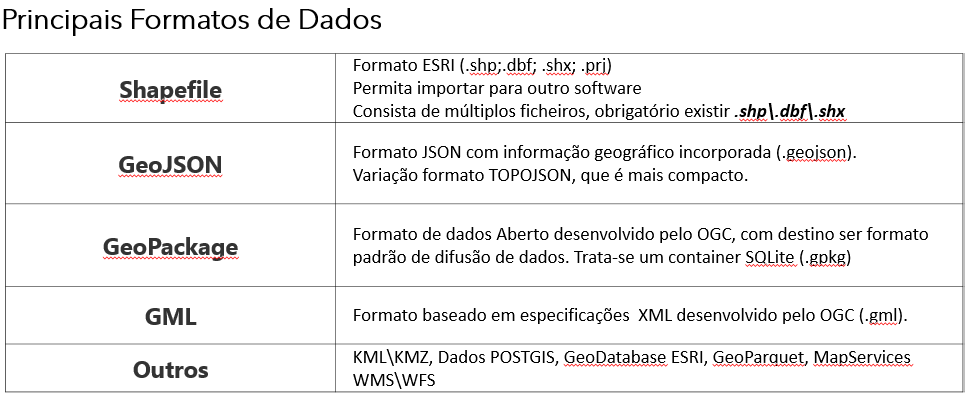 Principais Formatos de Dados
Shapefile
Formato ESRI (.shp;.dbf; .shx; .prj)
Permita importar para outro software
Consista de múltiplos ficheiros, obrigatório existir .shp\.dbf\.shx
GeoJSON
Formato JSON com informação geográfico incorporada (.geojson).
Variação formato TOPOJSON, que é mais compacto.
GeoPackage
Formato de dados Aberto desenvolvido pelo OGC, com destino ser formato
padrão de difusão de dados. Trata-se um container SQLite (.gpkg)
GML
Formato baseado em especificações  XML desenvolvido pelo OGC (.gml).
Outros
KML\KMZ, Dados POSTGIS, GeoDatabase ESRI, GeoParquet, MapServices
WMS\WFS